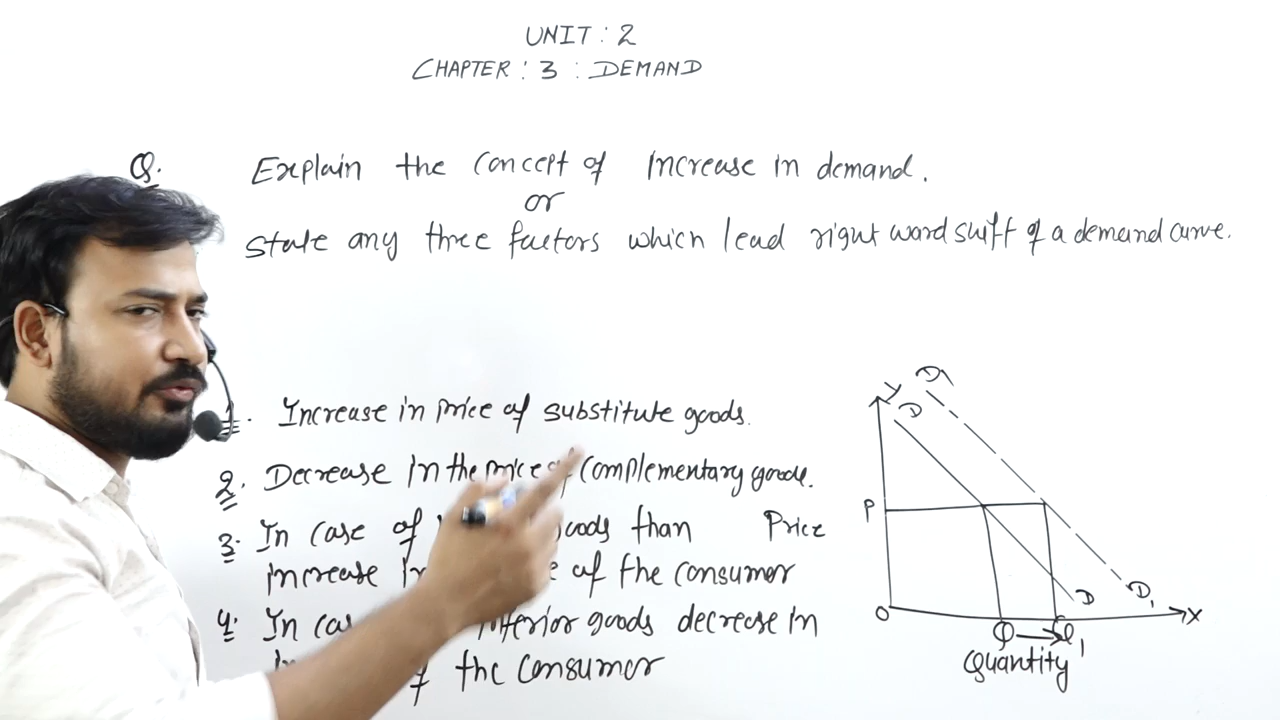 UNIT : 2
CHAPTER : 3 : DEMAND
Q. Explain the concept of increase in demand.
or
State any three factors which lead right ward shift of a demand curve.
1. Increase in price of substitute goods.
2. Decrease in the price of complementary goods.
3. In case of goods than Price
increase of the consumer
4. In inferior goods decrease in
of the consumer
Y
D1
D
P
O
D
D1
X
Q Q1
Quantity